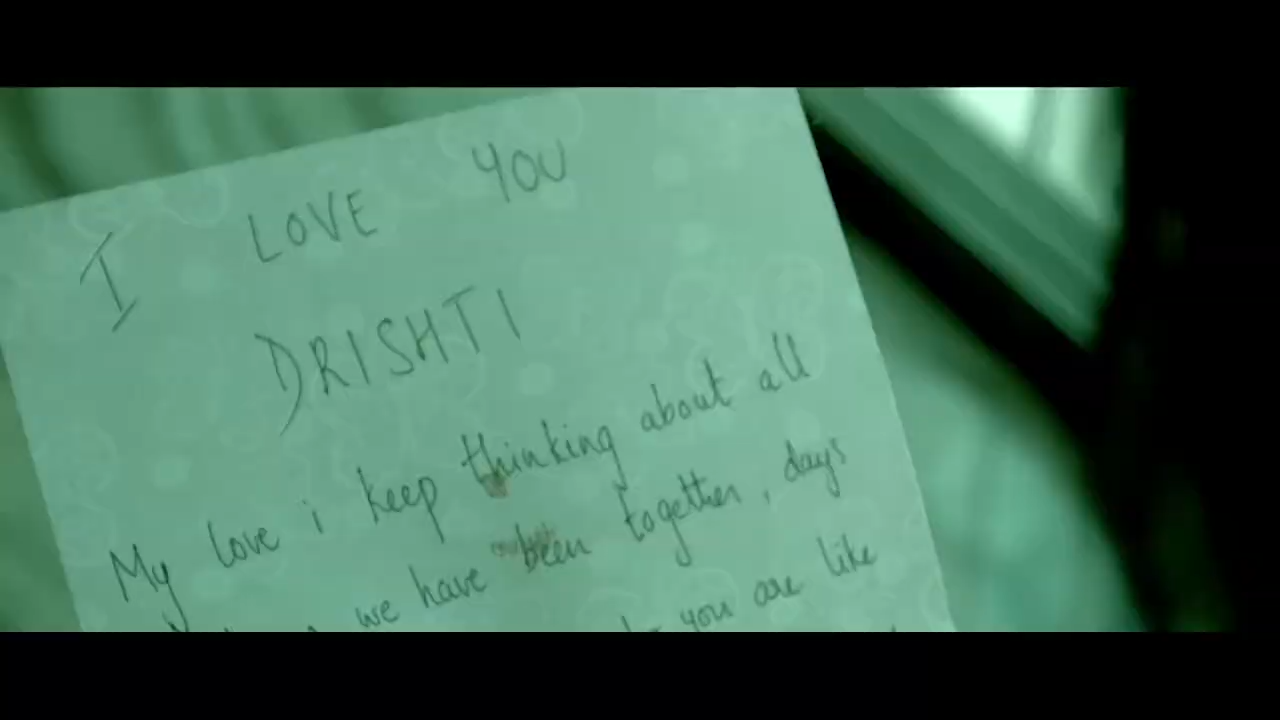 I LOVE YOU
DRISHTI
My love i keep thinking about all
we have been together, days
you are like